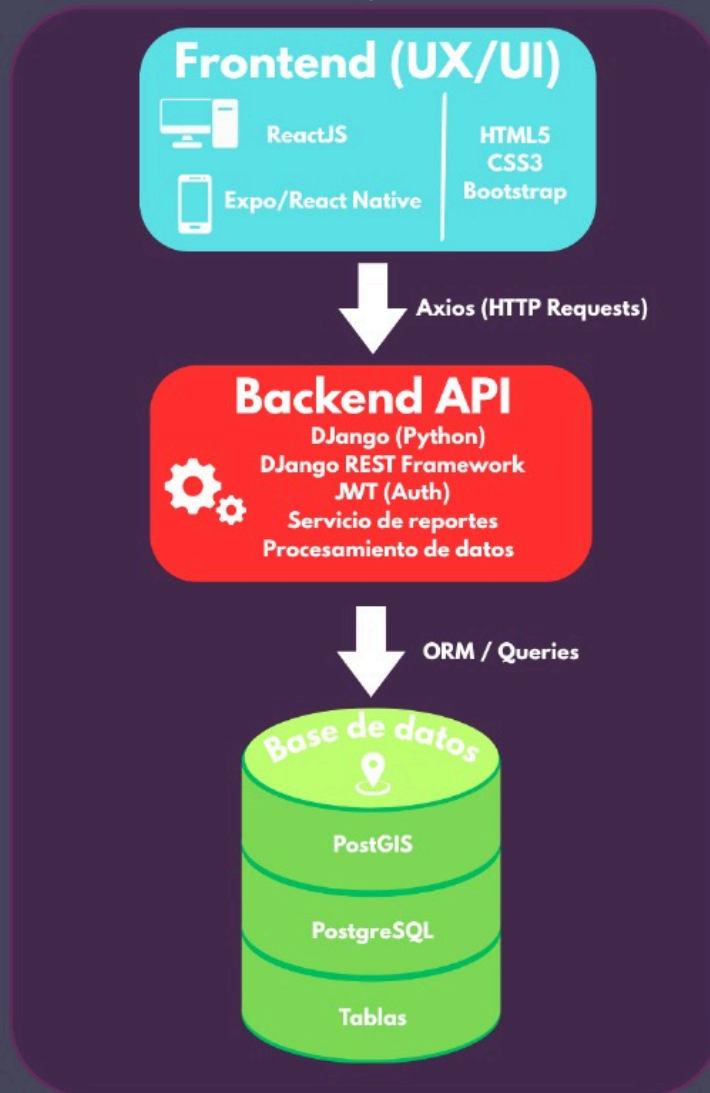 Frontend (UX/UI)
ReactJS
Expo/React Native
HTML5
CSS3
Bootstrap
Axios (HTTP Requests)
Backend API
DJango (Python)
DJango REST Framework
JWT (Auth)
Servicio de reportes
Procesamiento de datos
ORM / Queries
Base de datos
PostGIS
PostgreSQL
Tablas